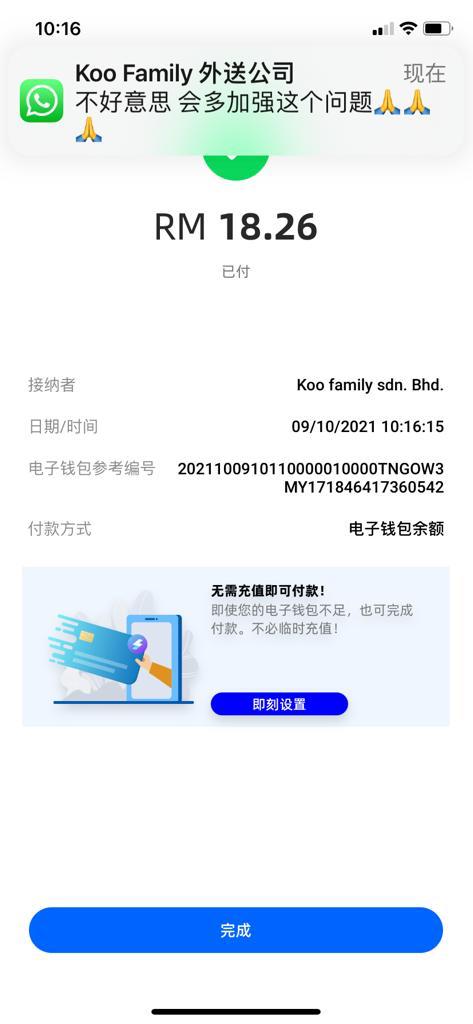 10:16
Koo Family 外送公司
现在
不好意思 会多加强这个问题🙏🙏
🙏
RM 18.26
已付
接纳者
Koo family sdn. Bhd.
日期/时间
09/10/2021 10:16:15
电子钱包参考编号
20211009101100000010000TNGOW3
MY171846417360542
付款方式
电子钱包余额
无需充值即可付款！
即使您的电子钱包不足，也可完成
付款。不必临时充值！
即刻设置
完成